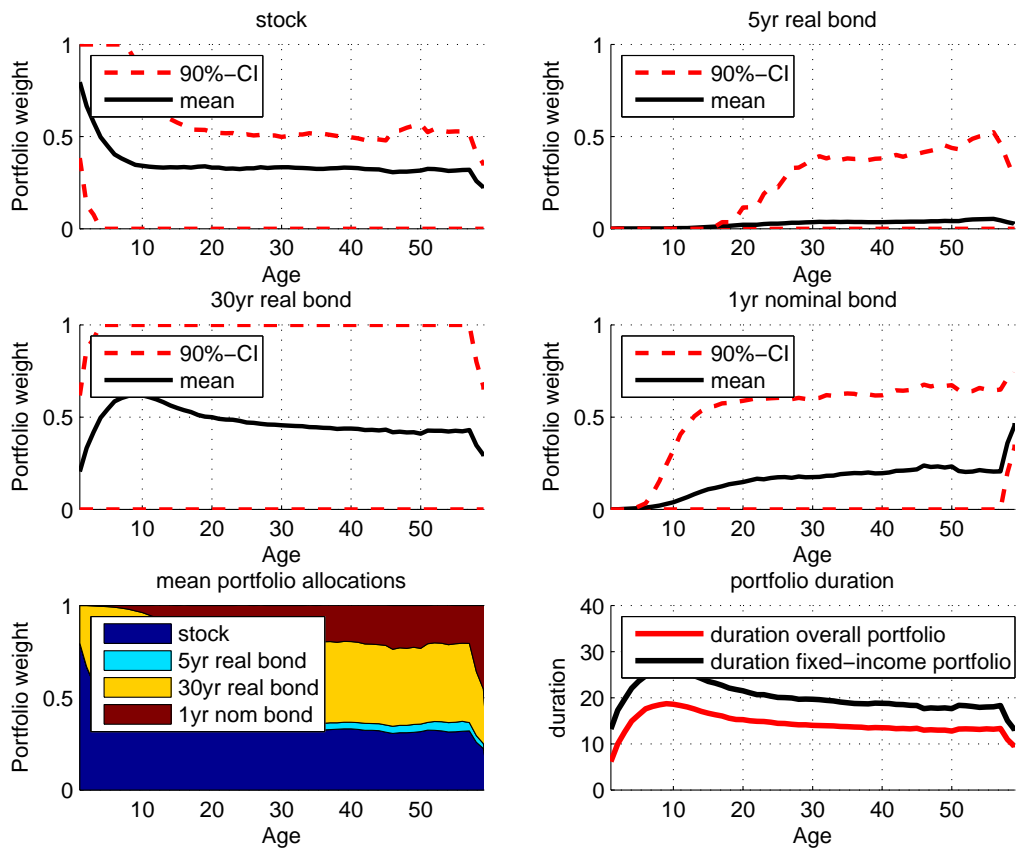 stock
Portfolio weight
1
0.5
0
90%−CI
mean
10 20 30 40 50
Age
5yr real bond
Portfolio weight
1
0.5
0
90%−CI
mean
10 20 30 40 50
Age
30yr real bond
Portfolio weight
1
0.5
0
90%−CI
mean
10 20 30 40 50
Age
1yr nominal bond
Portfolio weight
1
0.5
0
90%−CI
mean
10 20 30 40 50
Age
mean portfolio allocations
Portfolio weight
1
0.5
0
stock
5yr real bond
30yr real bond
1yr nom bond
10 20 30 40 50
Age
portfolio duration
duration
40
30
20
10
0
duration overall portfolio
duration fixed−income portfolio
10 20 30 40 50
Age